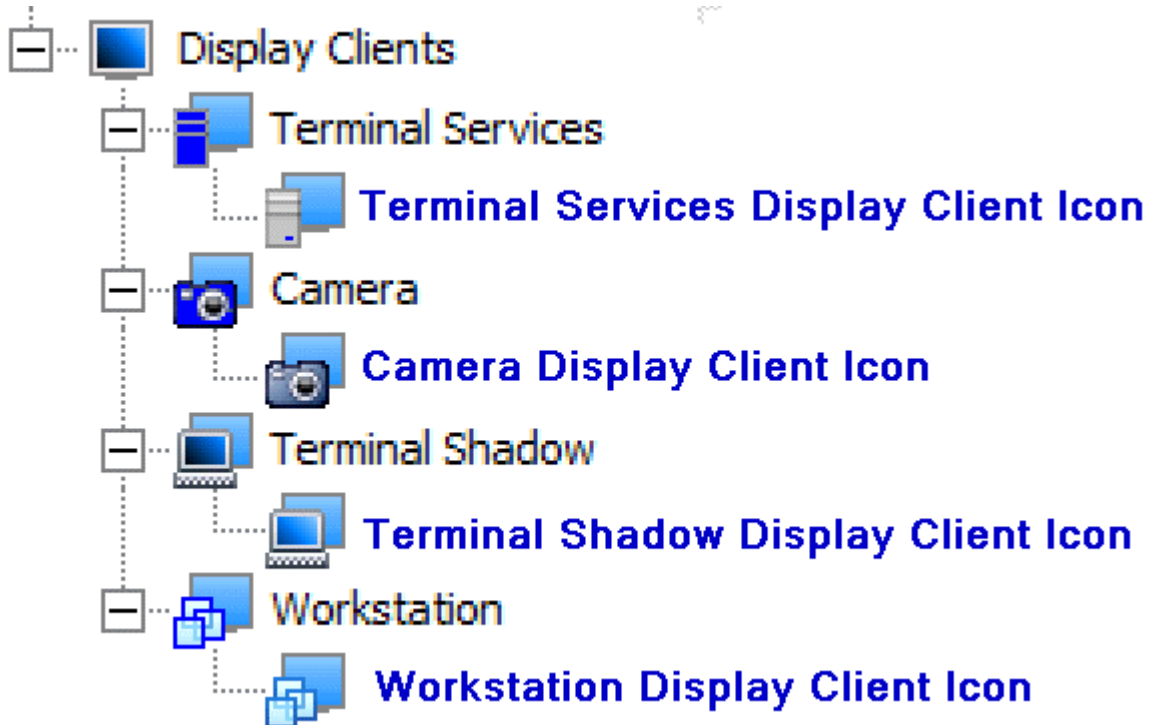 Display Clients
Terminal Services
Terminal Services Display Client Icon
Camera
Camera Display Client Icon
Terminal Shadow
Terminal Shadow Display Client Icon
Workstation
Workstation Display Client Icon